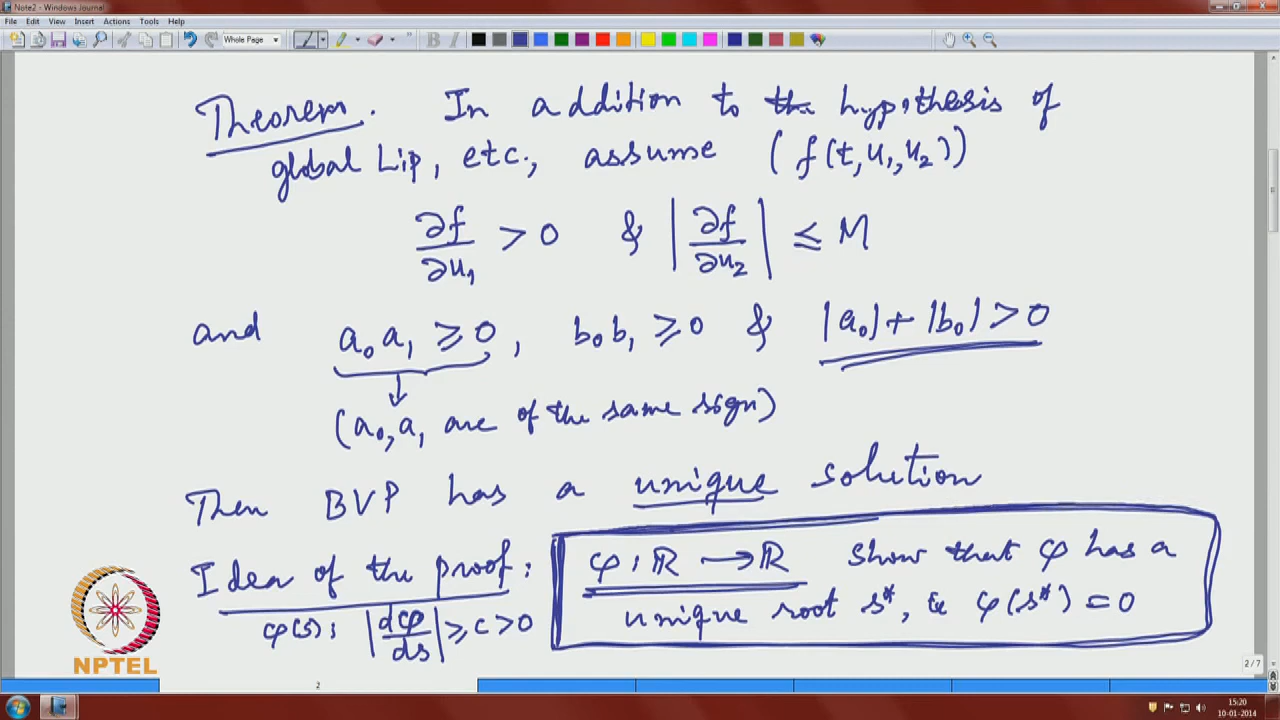 Note2 - Windows Journal
File Edit View Insert Actions Tools Help
Whole Page
Theorem. In addition to the hypothesis of
global Lip, etc., assume (f(t,u₁,u₂))
∂f/∂u₁ > 0 & |∂f/∂u₂| ≤ M
and a₀a₁ ≥ 0, b₀b₁ ≥ 0 & |a₀| + |b₀| > 0
(a₀,a₁ are of the same sign)
Then BVP has a unique solution
Idea of the proof: φ : ℝ → ℝ show that φ has a
unique root s*, ie φ(s*) = 0
φ(s); |dφ/ds| ≥ c > 0
NPTEL
2 / 7
2
15:20
10-01-2014